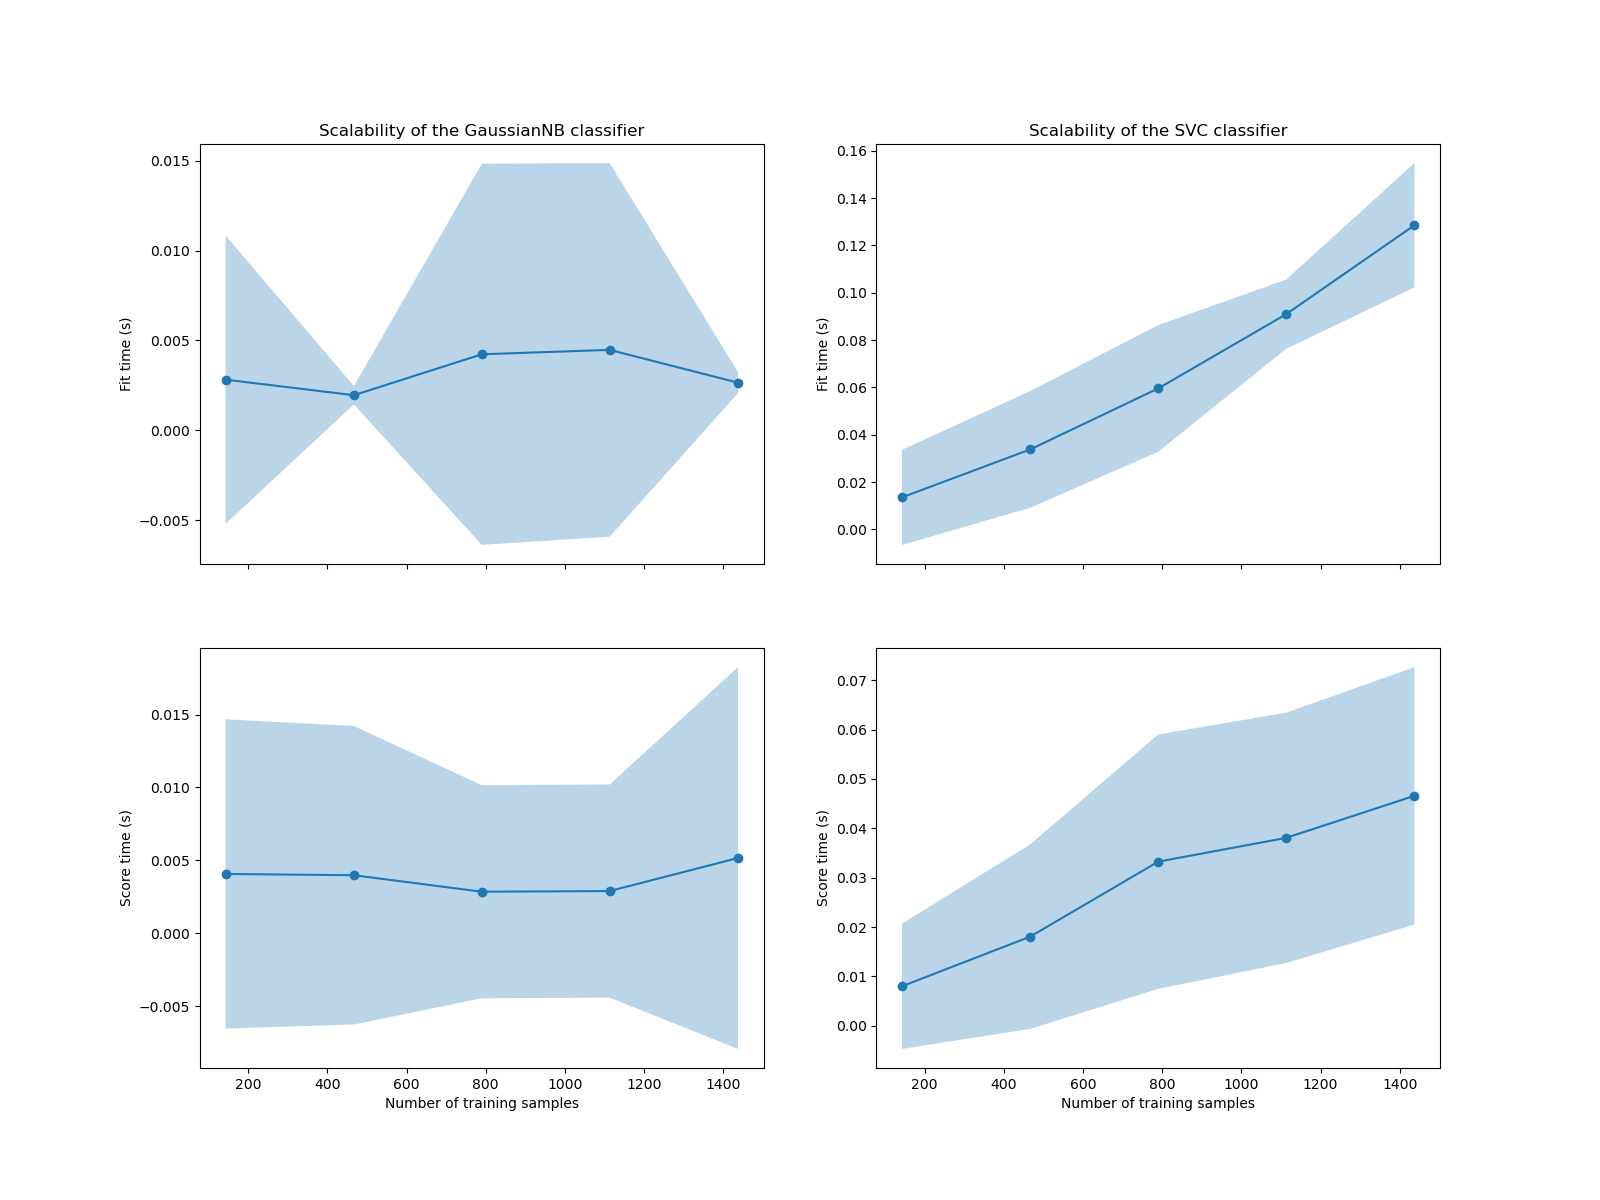 Scalability of the GaussianNB classifier
0.015
0.010
0.005
0.000
−0.005
Fit time (s)
Scalability of the SVC classifier
0.16
0.14
0.12
0.10
0.08
0.06
0.04
0.02
0.00
Fit time (s)
0.015
0.010
0.005
0.000
−0.005
Score time (s)
200 400 600 800 1000 1200 1400
Number of training samples
0.07
0.06
0.05
0.04
0.03
0.02
0.01
0.00
Score time (s)
200 400 600 800 1000 1200 1400
Number of training samples